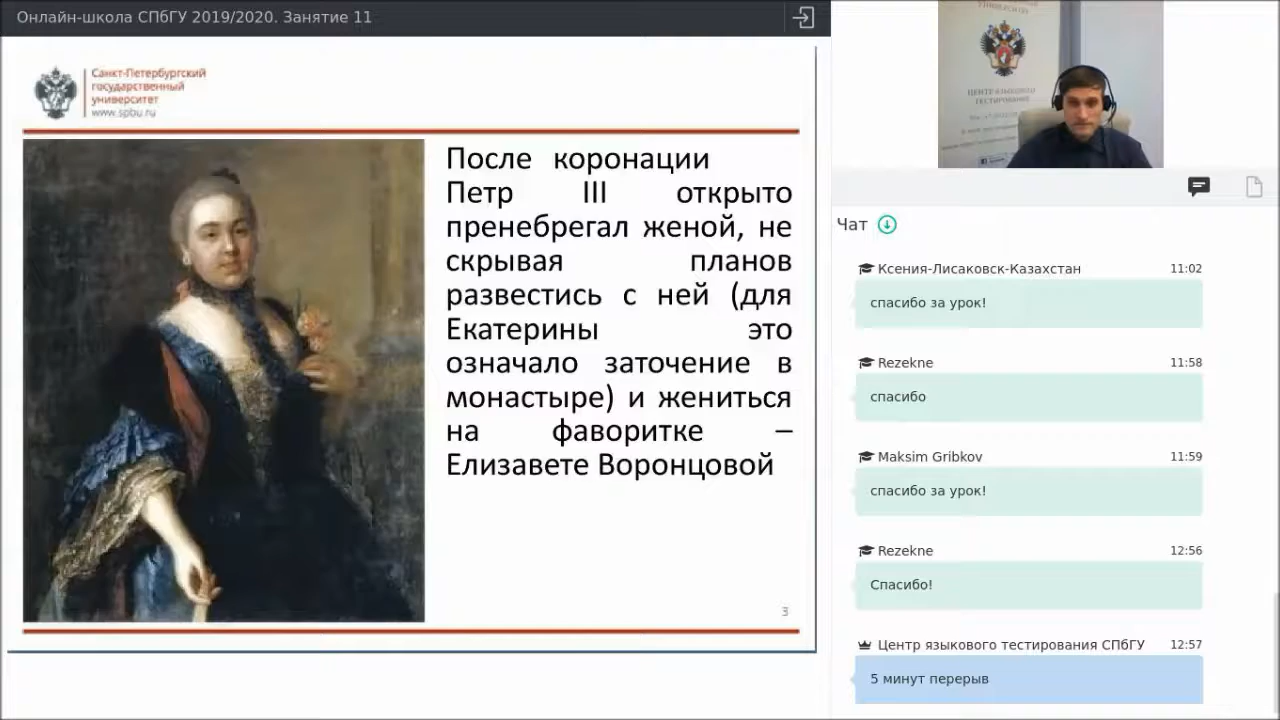 Онлайн-школа СПбГУ 2019/2020. Занятие 11
Санкт-Петербургский
государственный
университет
www.spbu.ru
После коронации
Петр III открыто
пренебрегал женой, не
скрывая планов
развестись с ней (для
Екатерины это
означало заточение в
монастыре) и жениться
на фаворитке –
Елизавете Воронцовой
3
ЦЕНТР ЯЗЫКОВОГО
ТЕСТИРОВАНИЯ
Чат
Ксения-Лисаковск-Казахстан 11:02
спасибо за урок!
Rezekne 11:58
спасибо
Maksim Gribkov 11:59
спасибо за урок!
Rezekne 12:56
Спасибо!
Центр языкового тестирования СПбГУ 12:57
5 минут перерыв